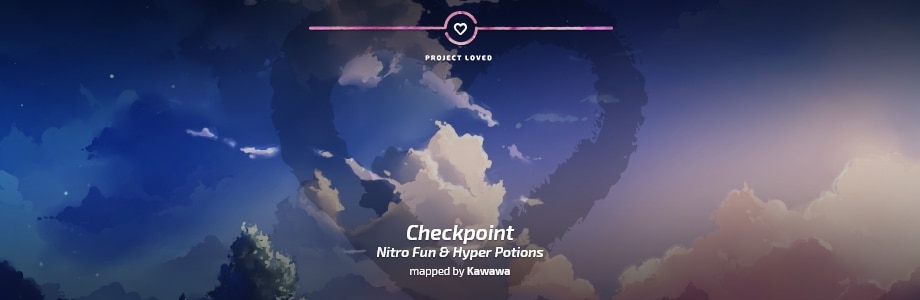 PROJECT LOVED
Checkpoint
Nitro Fun & Hyper Potions
mapped by Kawawa